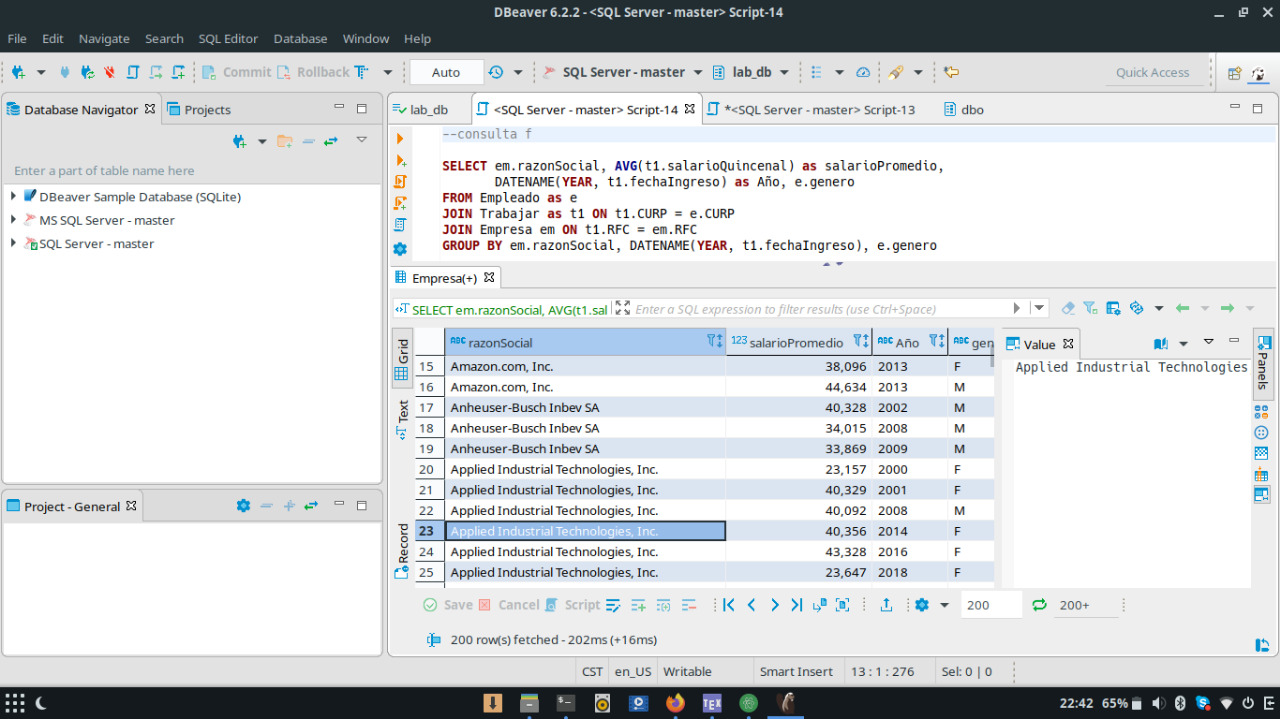 DBeaver 6.2.2 - <SQL Server - master> Script-14
File Edit Navigate Search SQL Editor Database Window Help
Commit Rollback Auto SQL Server - master lab_db Quick Access
Database Navigator Projects
Enter a part of table name here
DBeaver Sample Database (SQLite)
MS SQL Server - master
SQL Server - master
Project - General
lab_db <SQL Server - master> Script-14 *<SQL Server - master> Script-13 dbo
--consulta f
SELECT em.razonSocial, AVG(t1.salarioQuincenal) as salarioPromedio,
DATENAME(YEAR, t1.fechaIngreso) as Año, e.genero
FROM Empleado as e
JOIN Trabajar as t1 ON t1.CURP = e.CURP
JOIN Empresa em ON t1.RFC = em.RFC
GROUP BY em.razonSocial, DATENAME(YEAR, t1.fechaIngreso), e.genero
Empresa(+)
SELECT em.razonSocial, AVG(t1.sal Enter a SQL expression to filter results (use Ctrl+Space)
Grid
Text
Record
ABC razonSocial 123 salarioPromedio ABC Año ABC gen
15 Amazon.com, Inc. 38,096 2013 F
16 Amazon.com, Inc. 44,634 2013 M
17 Anheuser-Busch Inbev SA 40,328 2002 M
18 Anheuser-Busch Inbev SA 34,015 2008 M
19 Anheuser-Busch Inbev SA 33,869 2009 M
20 Applied Industrial Technologies, Inc. 23,157 2000 F
21 Applied Industrial Technologies, Inc. 40,329 2001 F
22 Applied Industrial Technologies, Inc. 40,092 2008 M
23 Applied Industrial Technologies, Inc. 40,356 2014 F
24 Applied Industrial Technologies, Inc. 43,328 2016 F
25 Applied Industrial Technologies, Inc. 23,647 2018 F
Value
Applied Industrial Technologies
Panels
Save Cancel Script 200 200+
200 row(s) fetched - 202ms (+16ms)
CST en_US Writable Smart Insert 13 : 1 : 276 Sel: 0 | 0
TEX
22:42 65%